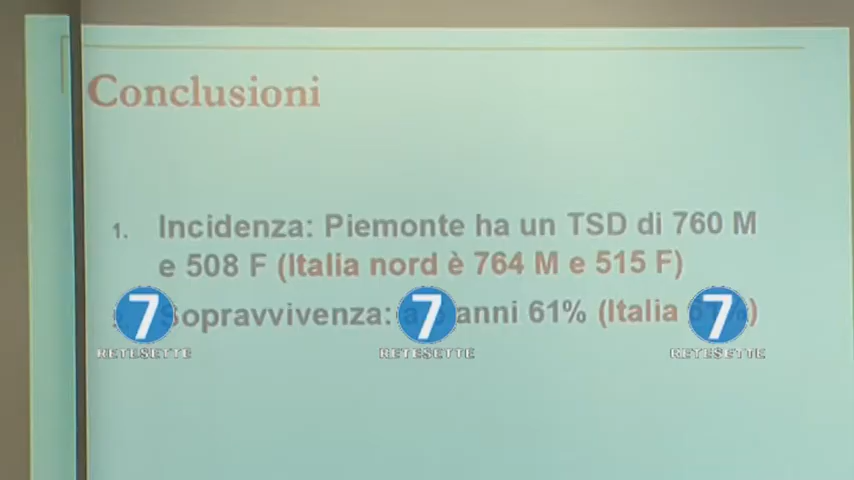 Conclusioni
1. Incidenza: Piemonte ha un TSD di 760 M
e 508 F (Italia nord è 764 M e 515 F)
Sopravvivenza: anni 61% (Italia
7 7 7
RETESETTE RETESETTE RETESETTE